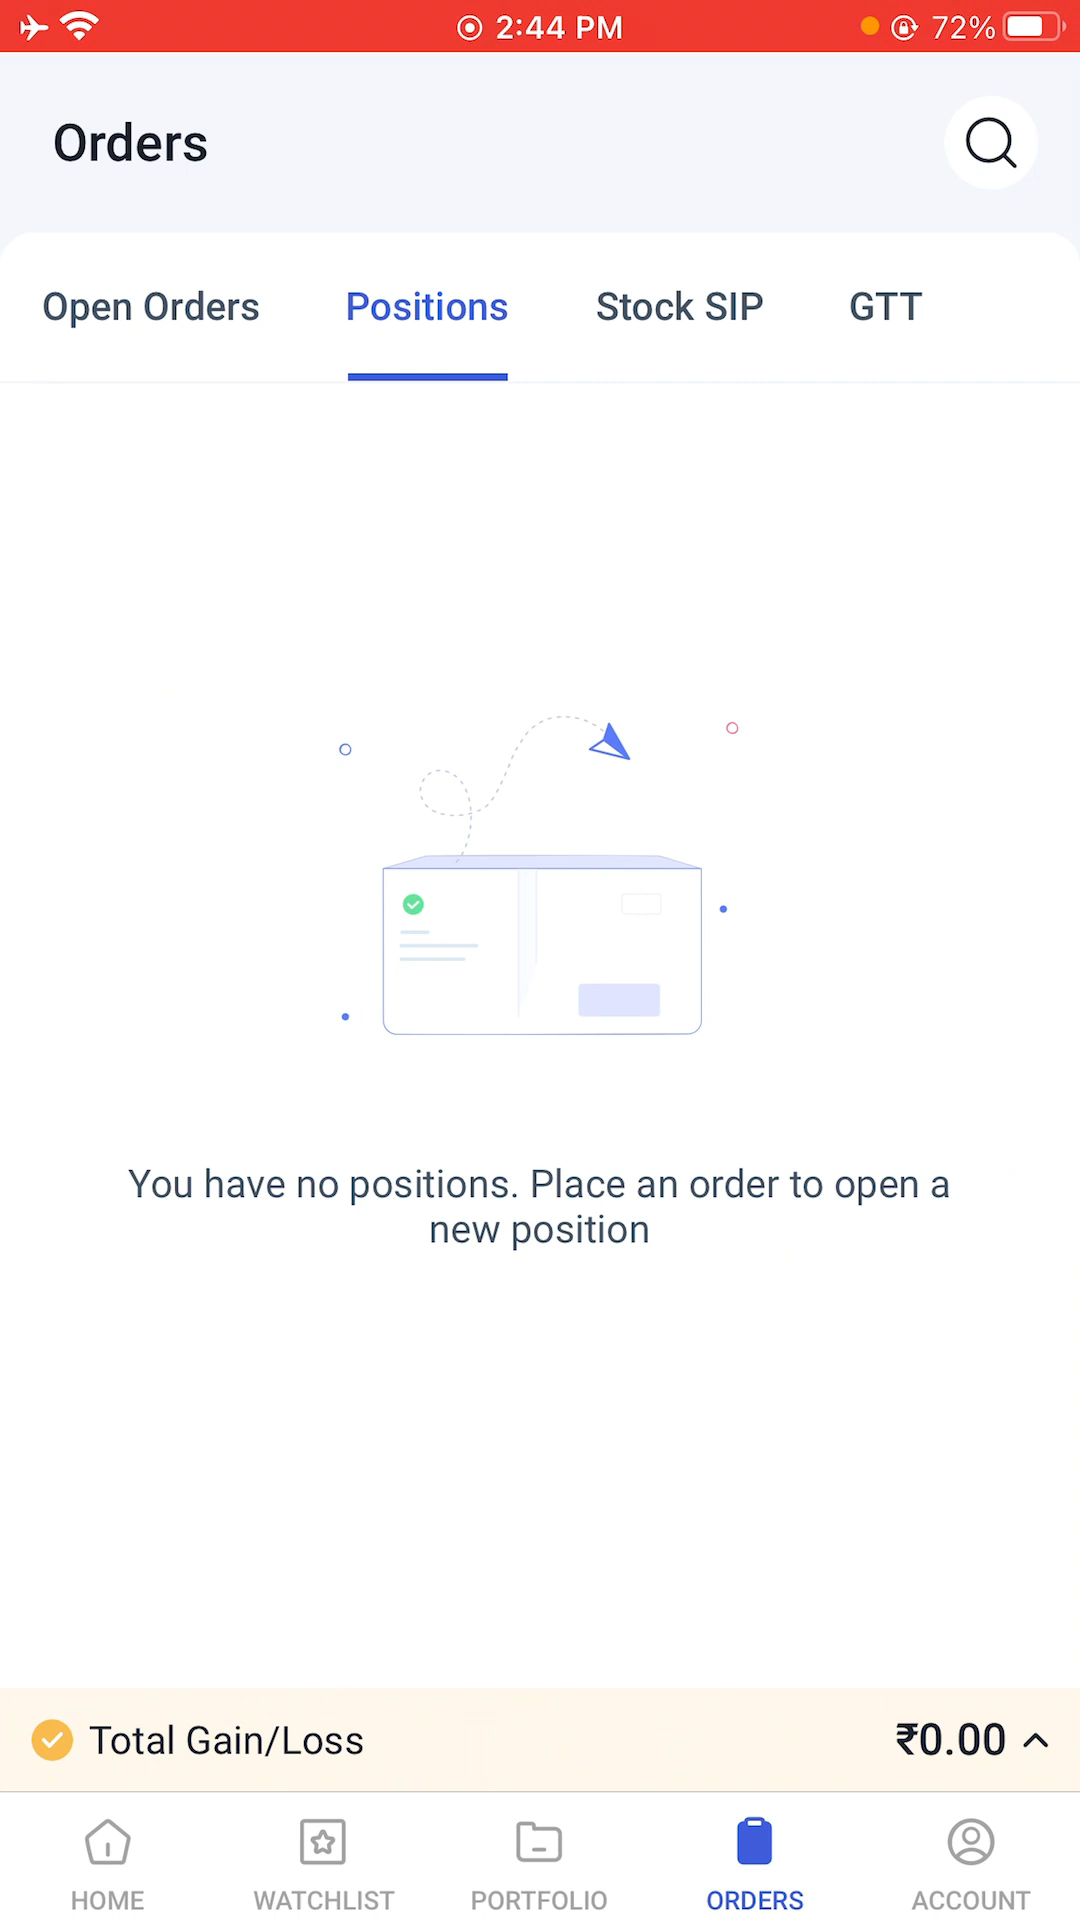 2:44 PM
72%
Orders
Open Orders
Positions
Stock SIP
GTT
You have no positions. Place an order to open a
new position
Total Gain/Loss
₹0.00
HOME
WATCHLIST
PORTFOLIO
ORDERS
ACCOUNT